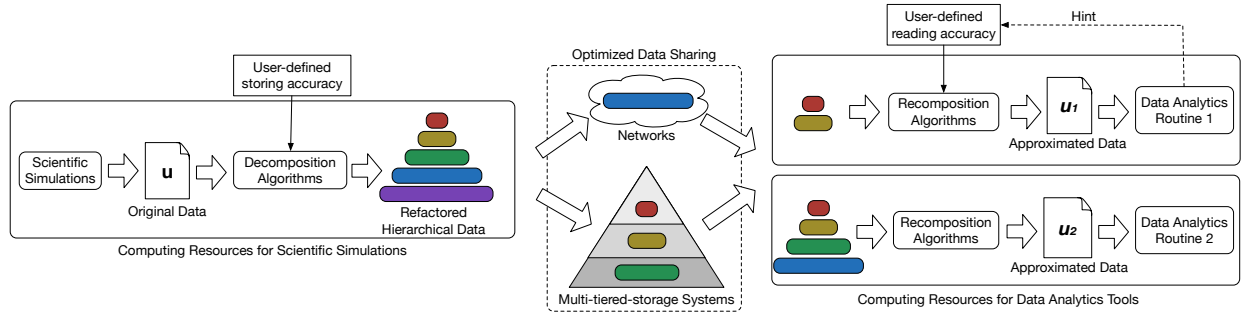 User-defined
storing accuracy
Scientific
Simulations
u
Original Data
Decomposition
Algorithms
Refactored
Hierarchical Data
Computing Resources for Scientific Simulations
Optimized Data Sharing
Networks
Multi-tiered-storage Systems
User-defined
reading accuracy
Hint
Recomposition
Algorithms
u1
Approximated Data
Data Analytics
Routine 1
Recomposition
Algorithms
u2
Approximated Data
Data Analytics
Routine 2
Computing Resources for Data Analytics Tools